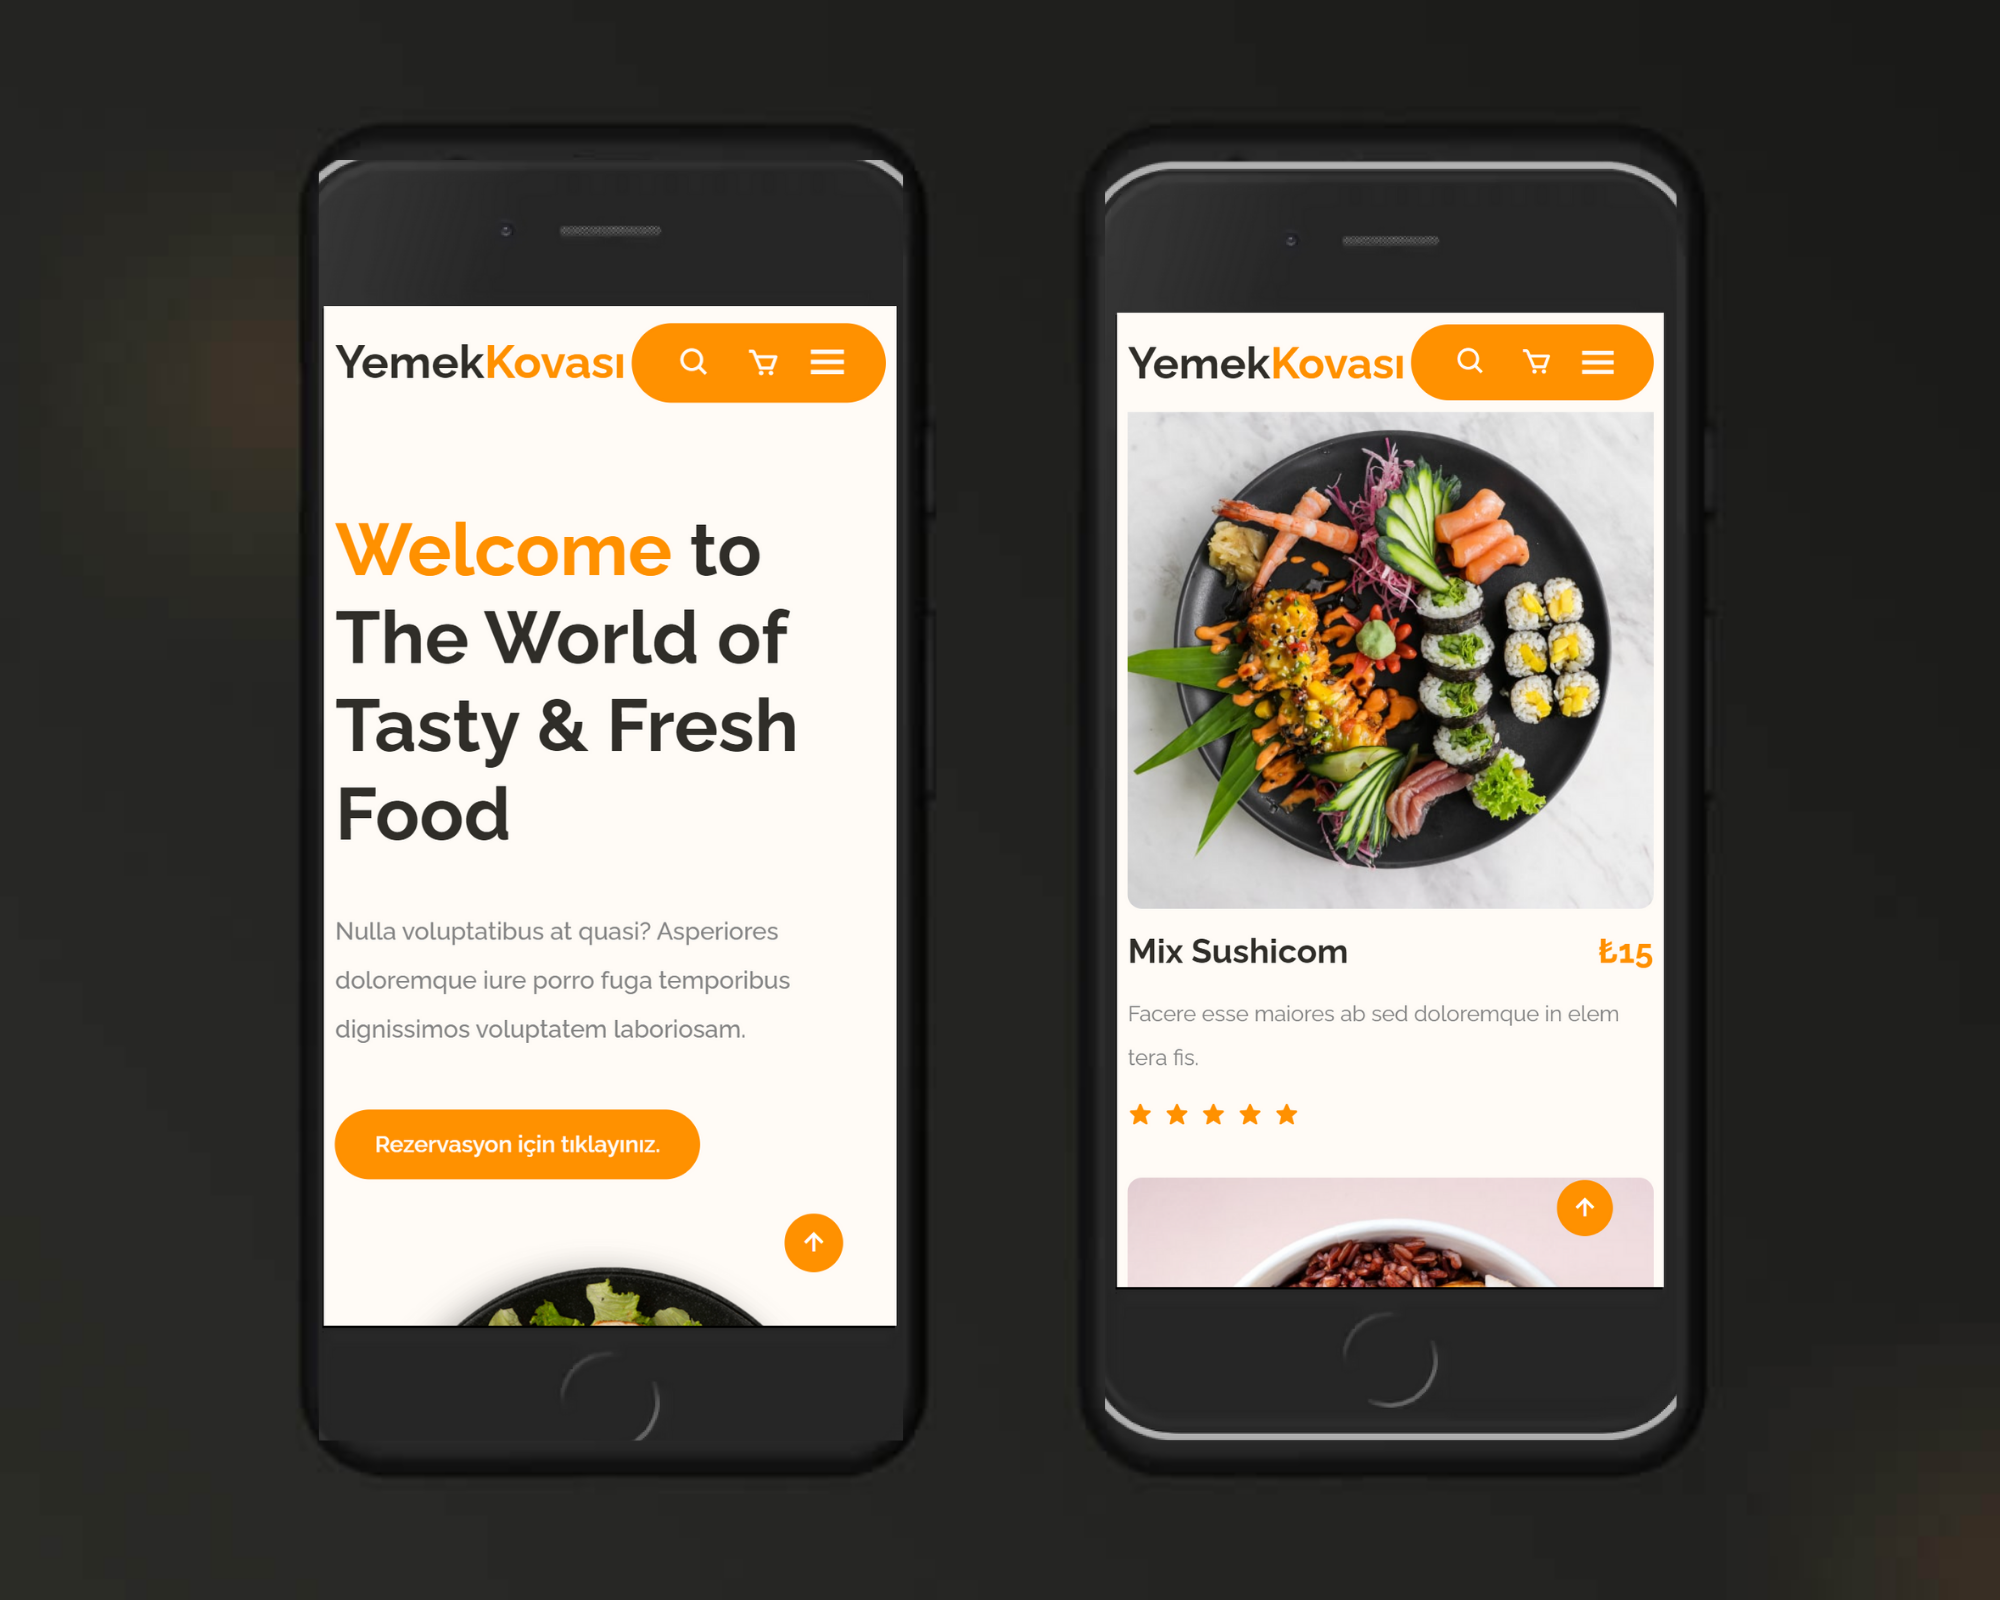 YemekKovası
Welcome to
The World of
Tasty & Fresh
Food
Nulla voluptatibus at quasi? Asperiores
doloremque iure porro fuga temporibus
dignissimos voluptatem laboriosam.
Rezervasyon için tıklayınız.
YemekKovası
Mix Sushicom ₺15
Facere esse maiores ab sed doloremque in elem
tera fis.